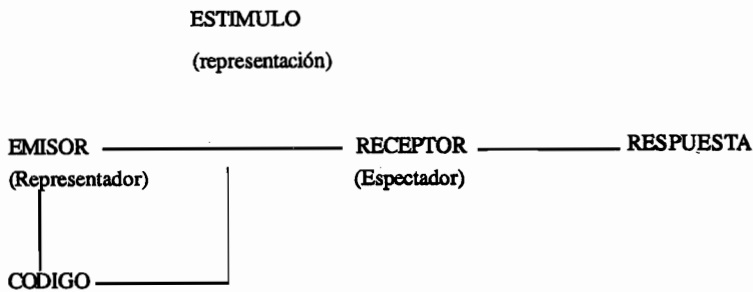 ESTIMULO
(representación)
EMISOR RECEPTOR RESPUESTA
(Representador) (Espectador)
CODIGO